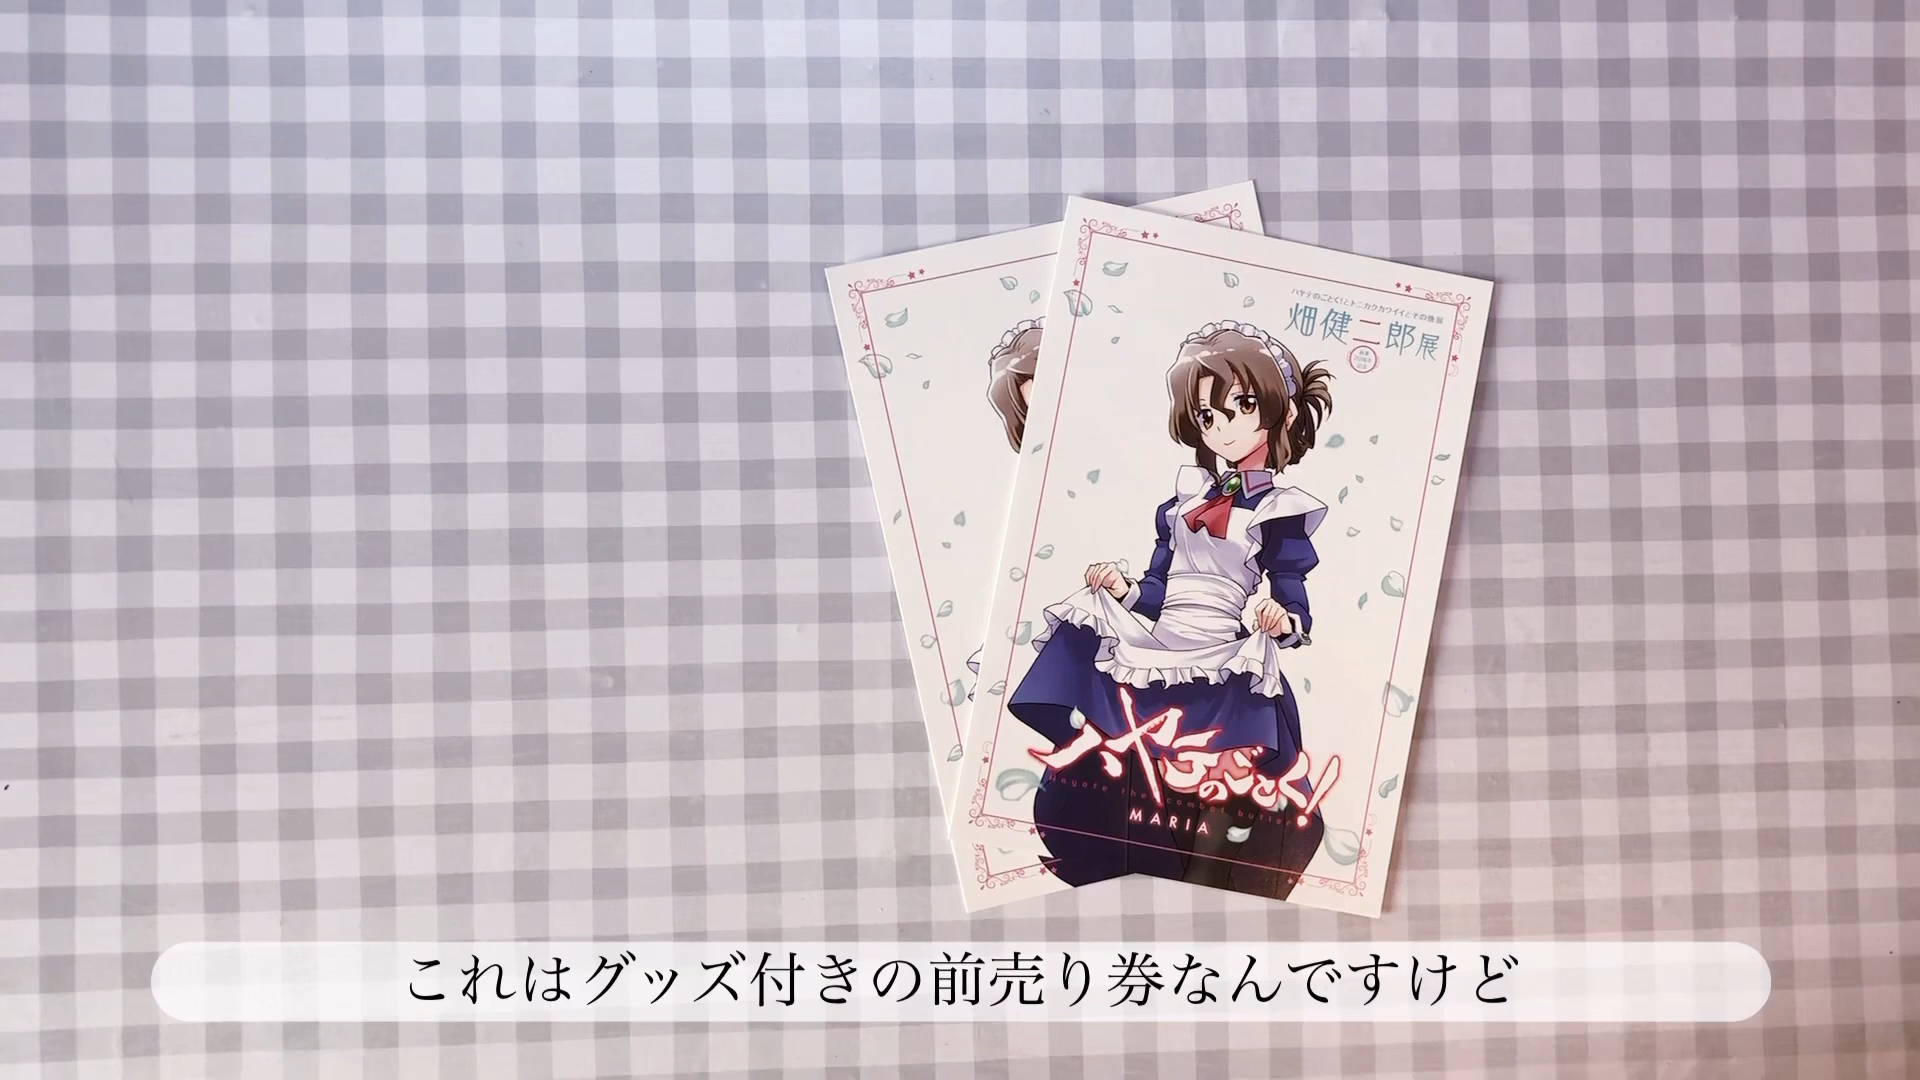 ハヤテのごとく!とトニカクカワイイとその他展
畑健二郎展
ハヤテのごとく!
Hayate the combat butler
MARIA
これはグッズ付きの前売り券なんですけど